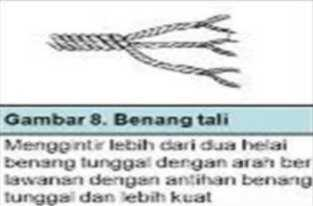 Gambar 8. Benang tali
Menggintir lebih dari dua helai
benang tunggal dengan arah ber
lawanan dengan antihan benang
tunggal dan lebih kuat